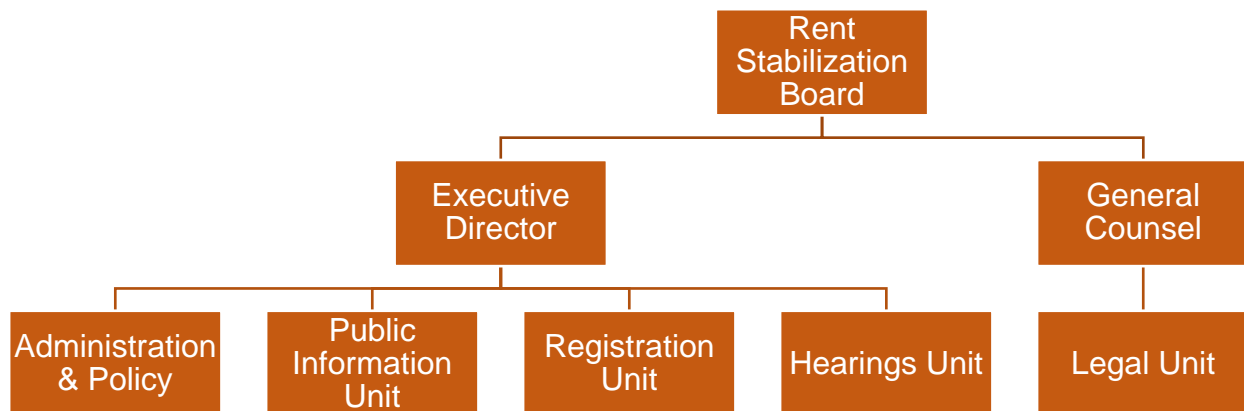 Rent
Stabilization
Board
Executive
Director
General
Counsel
Administration
& Policy
Public
Information
Unit
Registration
Unit
Hearings Unit
Legal Unit